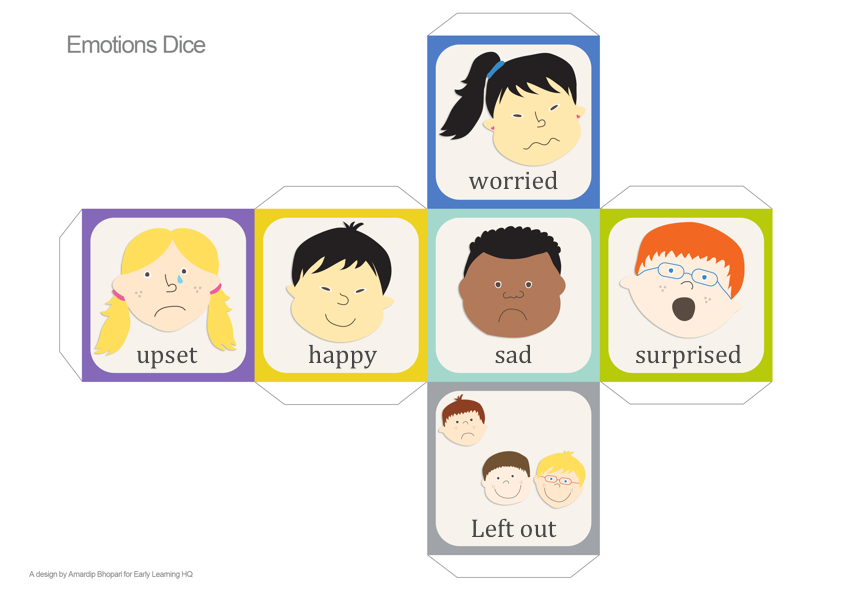 Emotions Dice
worried
upset
happy
sad
surprised
Left out
A design by Amardip Bhopari for Early Learning HQ